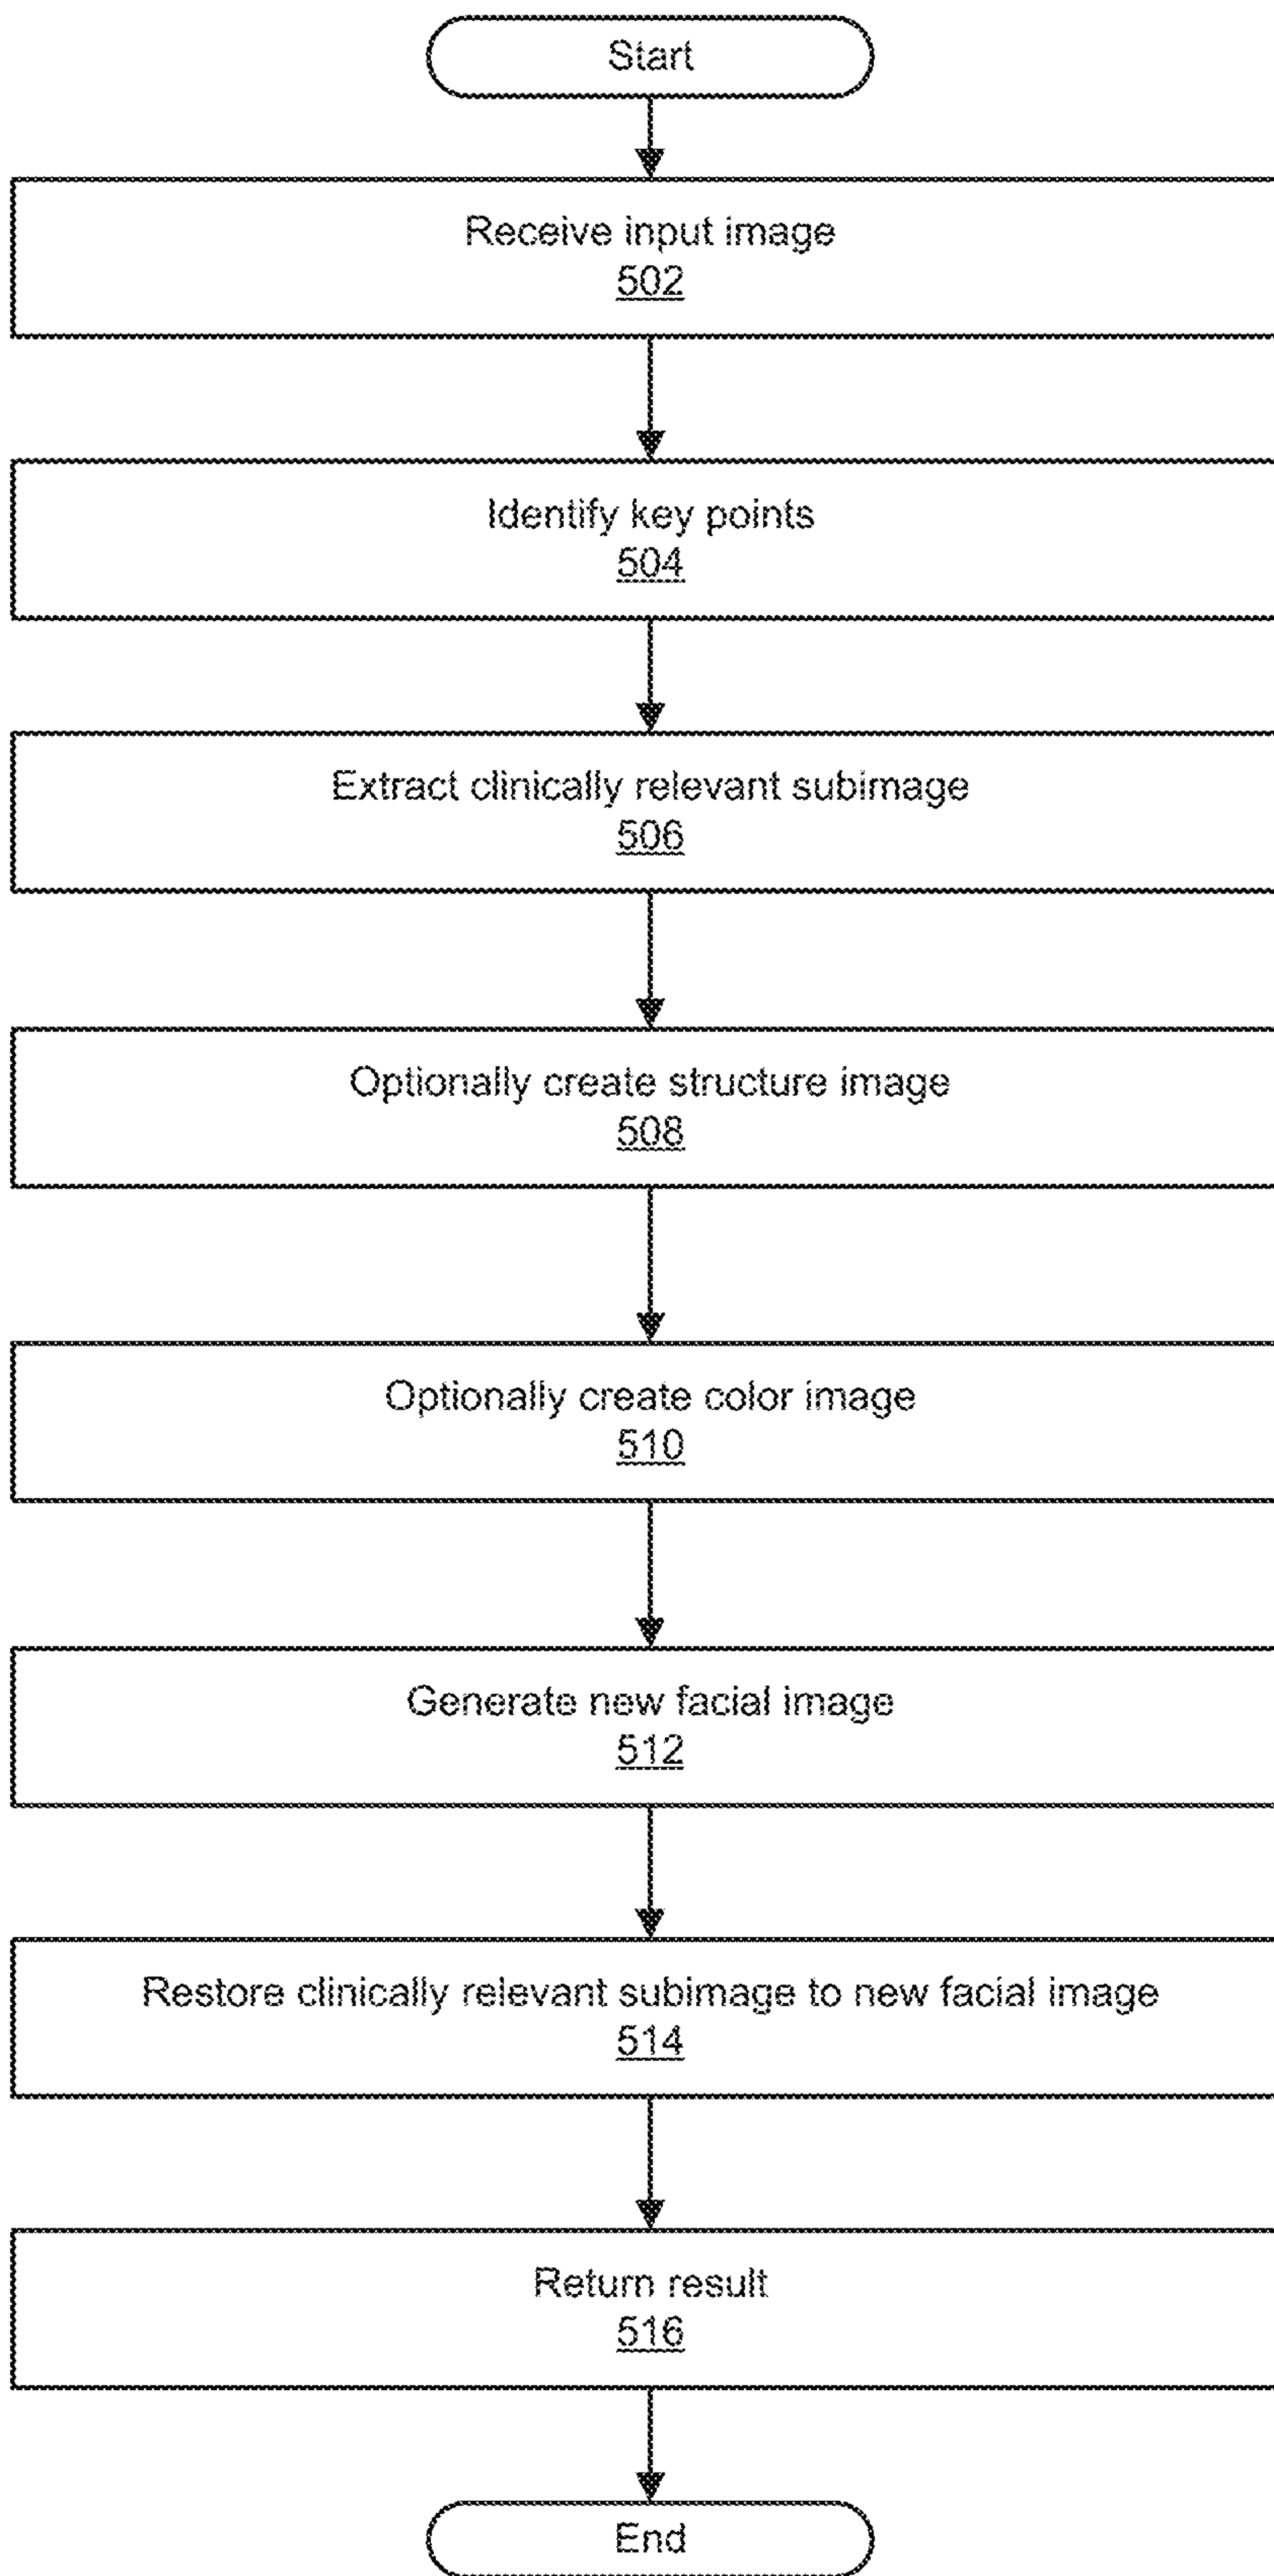 Start
Receive input image
502
Identify key points
504
Extract clinically relevant subimage
506
Optionally create structure image
508
Optionally create color image
510
Generate new facial image
512
Restore clinically relevant subimage to new facial image
514
Return result
516
End